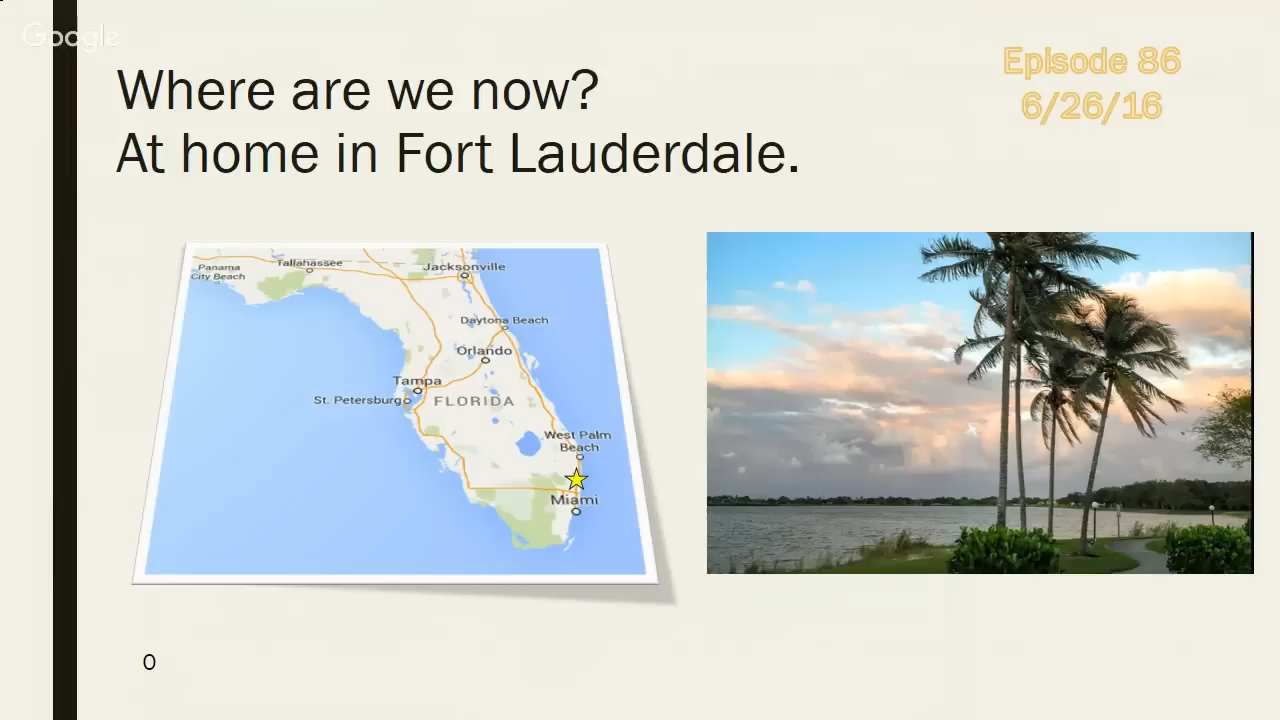 Google
Episode 86
6/26/16
Where are we now?
At home in Fort Lauderdale.
Panama
City Beach
Tallahassee
Jacksonville
Daytona Beach
Orlando
Tampa
St. Petersburg
FLORIDA
West Palm
Beach
Miami
0